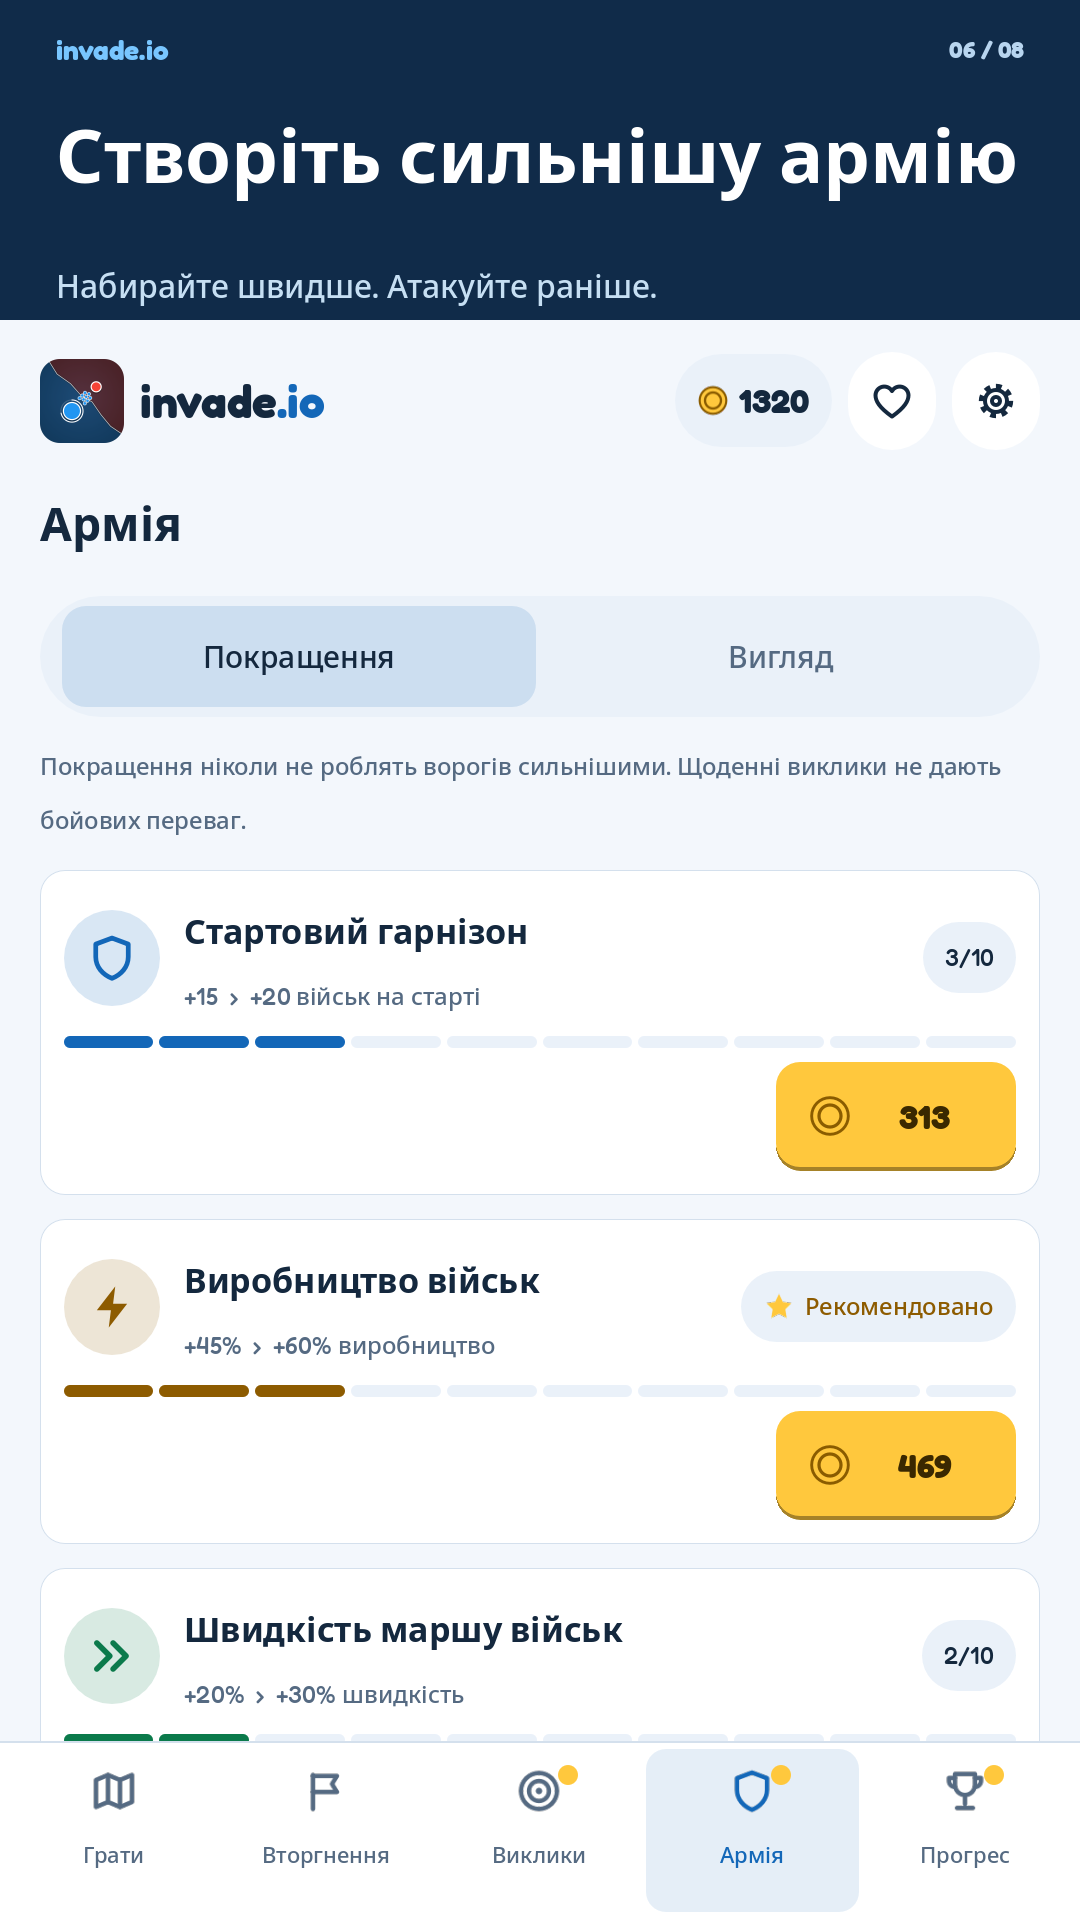 invade.io
06 / 08
Створіть сильнішу армію
Набирайте швидше. Атакуйте раніше.
invade.io
1320
Армія
Покращення
Вигляд
Покращення ніколи не роблять ворогів сильнішими. Щоденні виклики не дають
бойових переваг.
Стартовий гарнізон
3/10
+15 › +20 військ на старті
313
Виробництво військ
Рекомендовано
+45% › +60% виробництво
469
Швидкість маршу військ
2/10
+20% › +30% швидкість
Грати
Вторгнення
Виклики
Армія
Прогрес